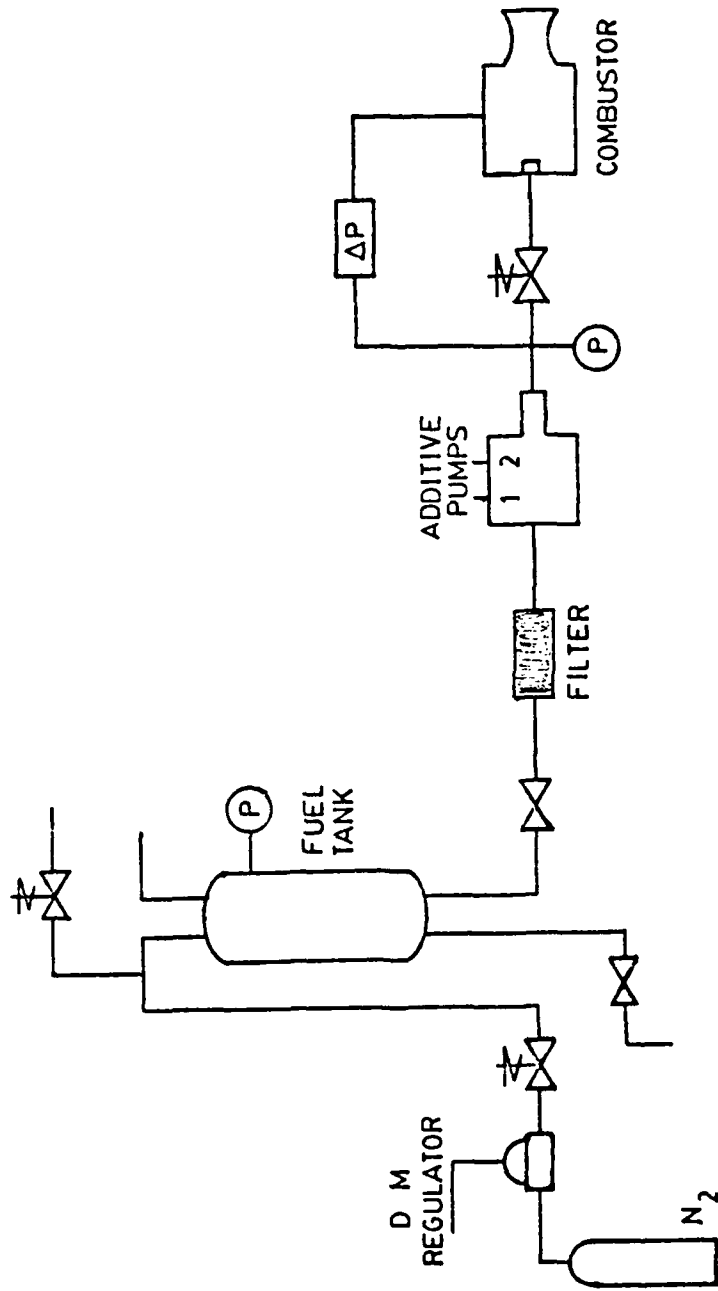 D M
REGULATOR
N2
P
FUEL
TANK
FILTER
ADDITIVE
PUMPS
1 2
P
ΔP
COMBUSTOR